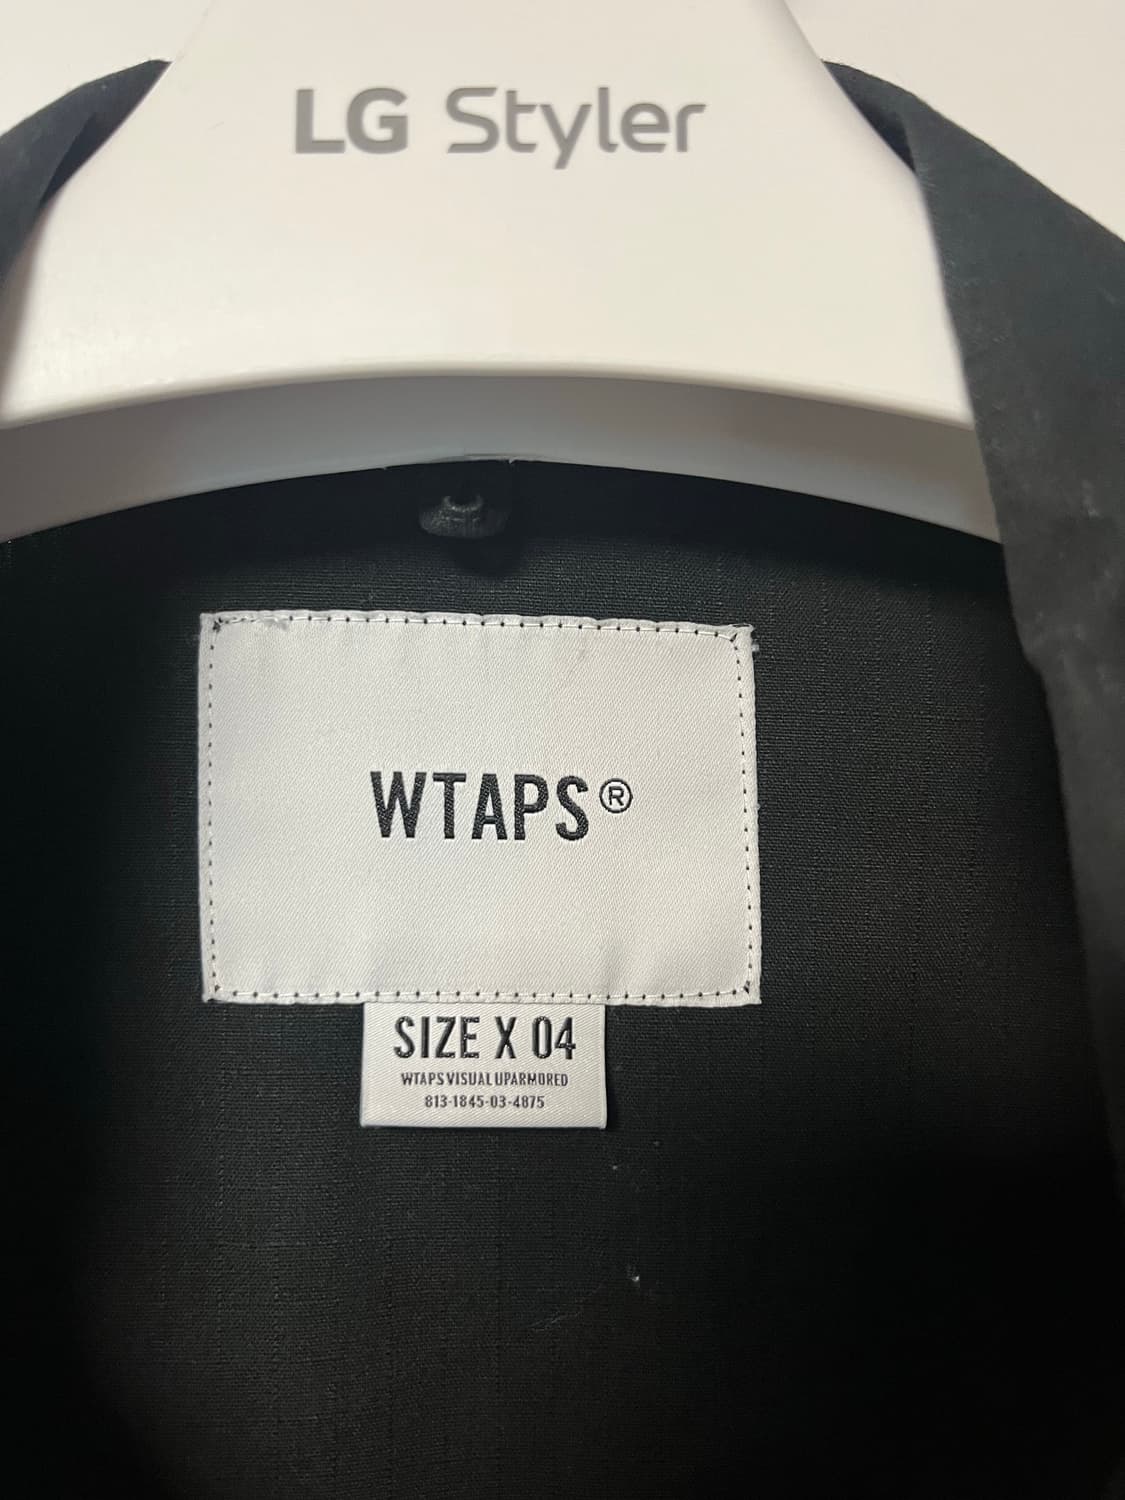 LG Styler
WTAPS®
SIZE X 04
WTAPS VISUAL UPARMORED
813-1845-03-4875